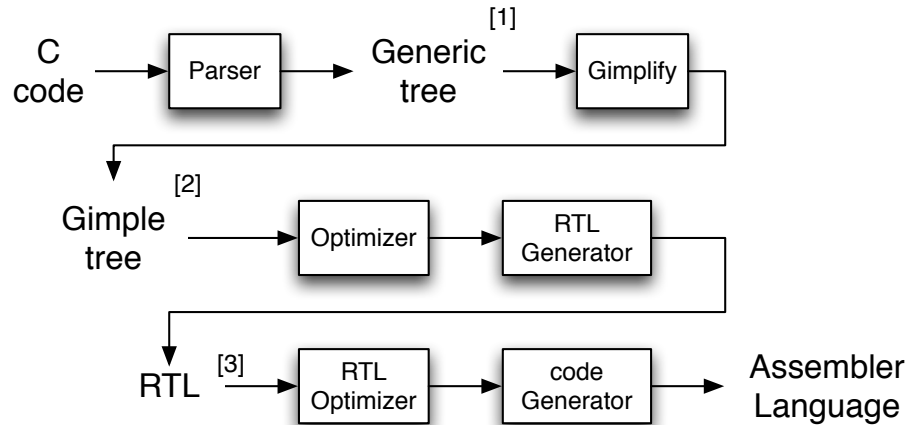 C
code
Parser
Generic
tree
[1]
Gimplify
Gimple
tree
[2]
Optimizer
RTL
Generator
RTL
[3]
RTL
Optimizer
code
Generator
Assembler
Language